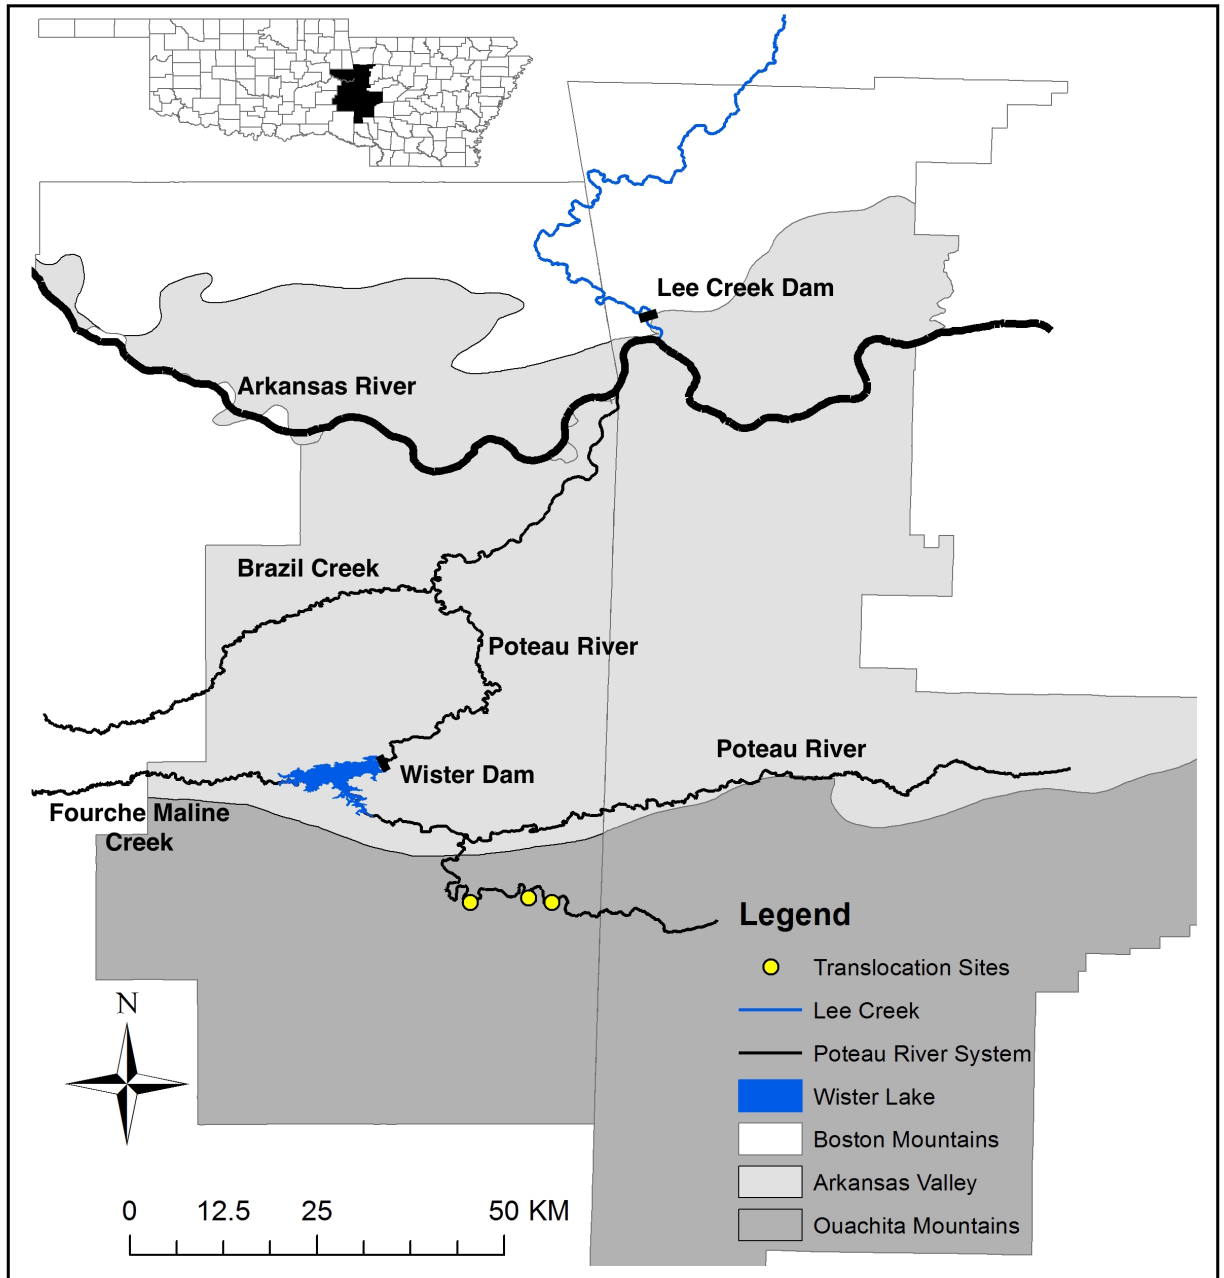 Lee Creek Dam
Arkansas River
Brazil Creek
Poteau River
Poteau River
Wister Dam
Fourche Maline
Creek
Legend
Translocation Sites
Lee Creek
Poteau River System
Wister Lake
Boston Mountains
Arkansas Valley
Ouachita Mountains
N
0 12.5 25 50 KM